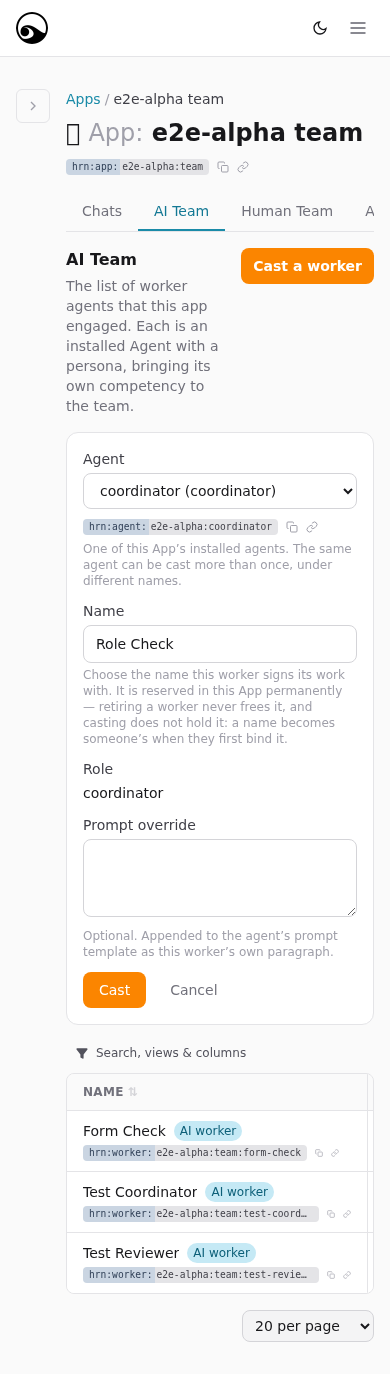 Apps / e2e-alpha team
App: e2e-alpha team
hrn:app: e2e-alpha:team
Chats AI Team Human Team A
AI Team
Cast a worker
The list of worker
agents that this app
engaged. Each is an
installed Agent with a
persona, bringing its
own competency to
the team.
Agent
coordinator (coordinator)
hrn:agent: e2e-alpha:coordinator
One of this App’s installed agents. The same
agent can be cast more than once, under
different names.
Name
Role Check
Choose the name this worker signs its work
with. It is reserved in this App permanently
— retiring a worker never frees it, and
casting does not hold it: a name becomes
someone’s when they first bind it.
Role
coordinator
Prompt override
Optional. Appended to the agent’s prompt
template as this worker’s own paragraph.
Cast Cancel
Search, views & columns
NAME
Form Check AI worker
hrn:worker: e2e-alpha:team:form-check
Test Coordinator AI worker
hrn:worker: e2e-alpha:team:test-coord…
Test Reviewer AI worker
hrn:worker: e2e-alpha:team:test-revie…
20 per page